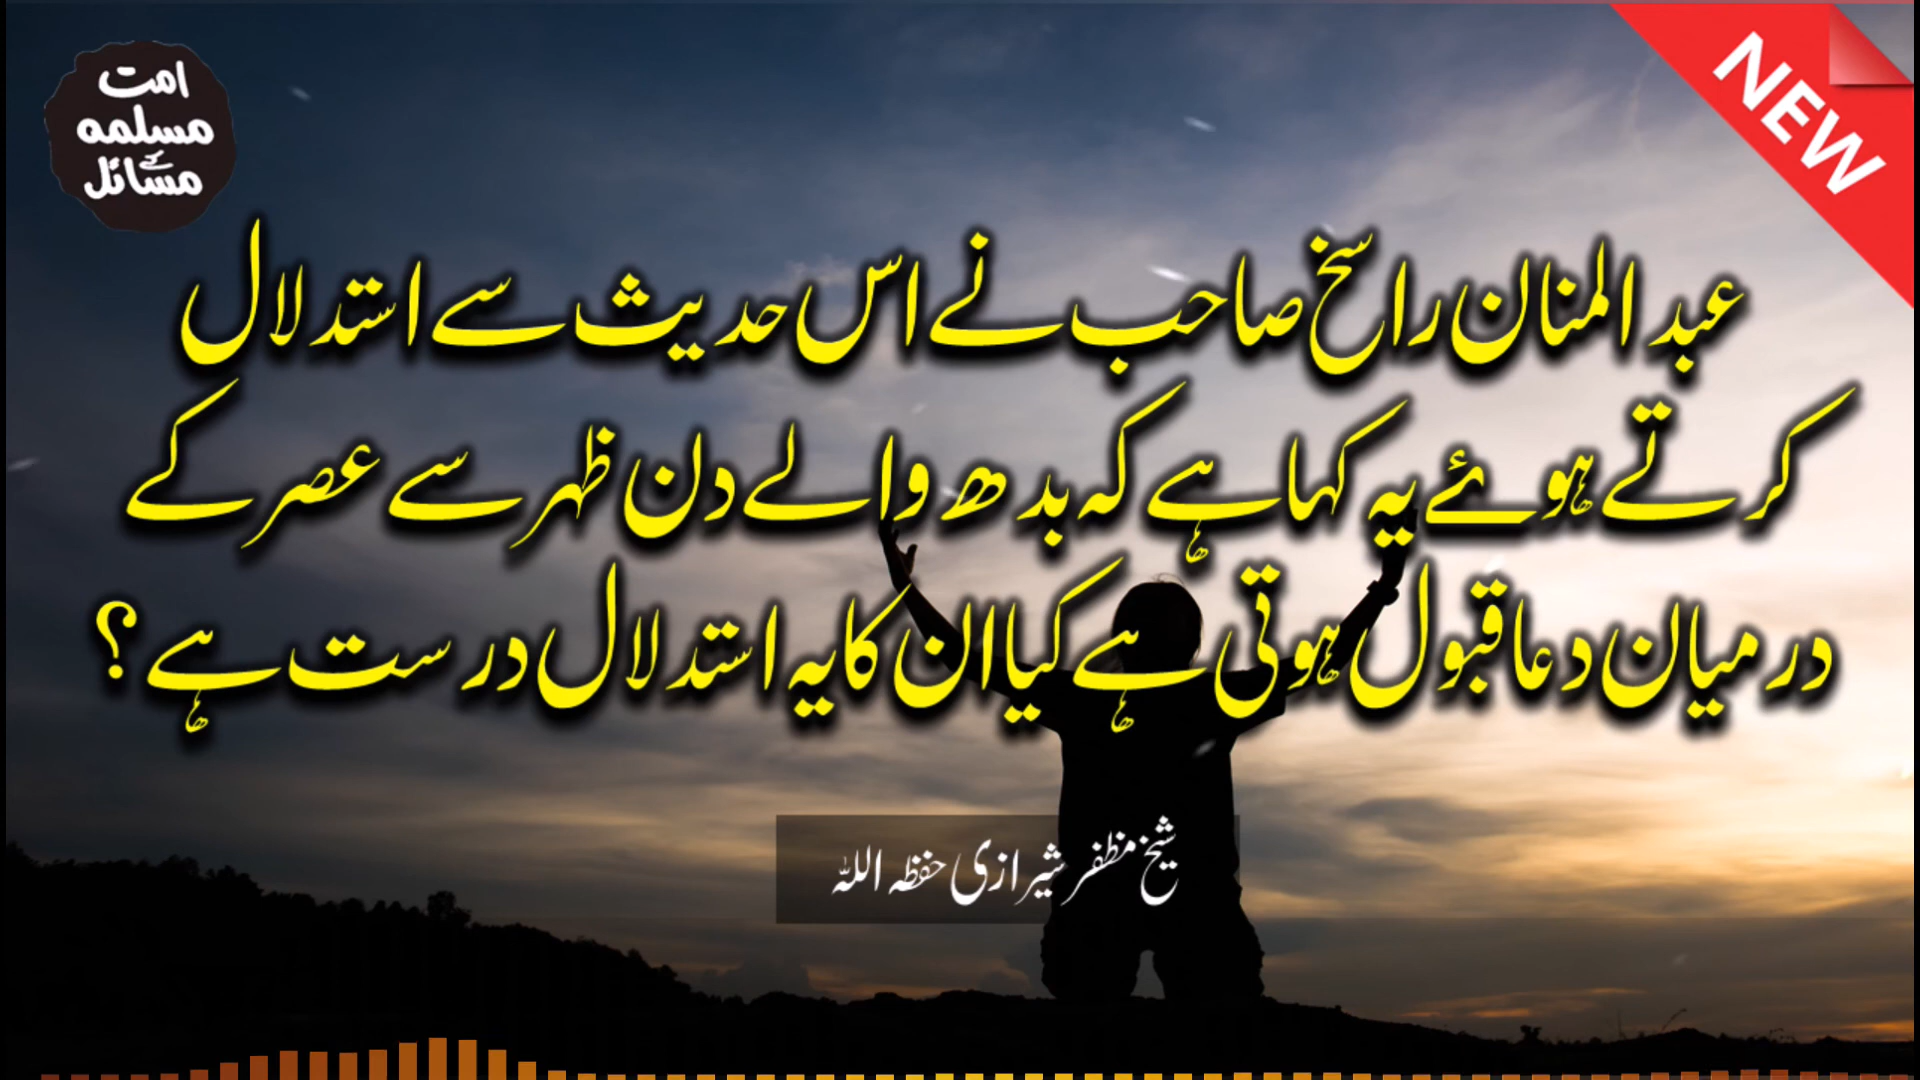 امت
مسلمہ
کے
مسائل
NEW
عبدالمنان راسخ صاحب نے اس حدیث سے استدلال
کرتے ہوئے یہ کہا ہے کہ بدھ والے دن ظہر سے عصر کے
درمیان دعا قبول ہوتی ہے کیا ان کا یہ استدلال درست ہے ؟
شیخ مظفر شیرازی حفظہ اللہ